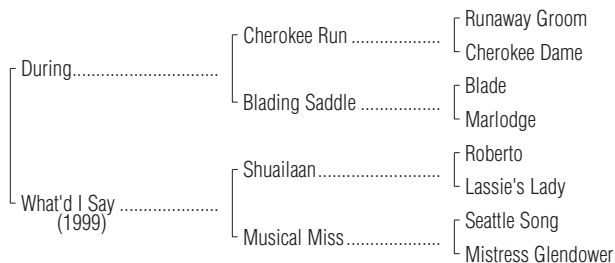 Runaway Groom
Cherokee Run ....................
Cherokee Dame
During.................................
Blade
Blading Saddle ..................
Marlodge
Roberto
Shuailaan............................
Lassie's Lady
What'd I Say ......................
(1999)
Seattle Song
Musical Miss.....................
Mistress Glendower